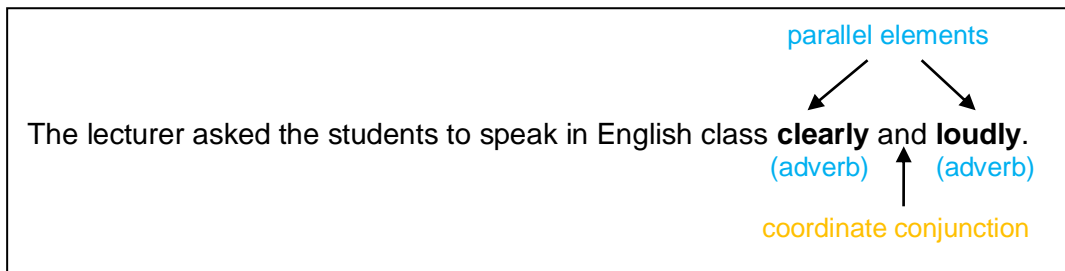 parallel elements
The lecturer asked the students to speak in English class clearly and loudly.
(adverb) (adverb)
coordinate conjunction